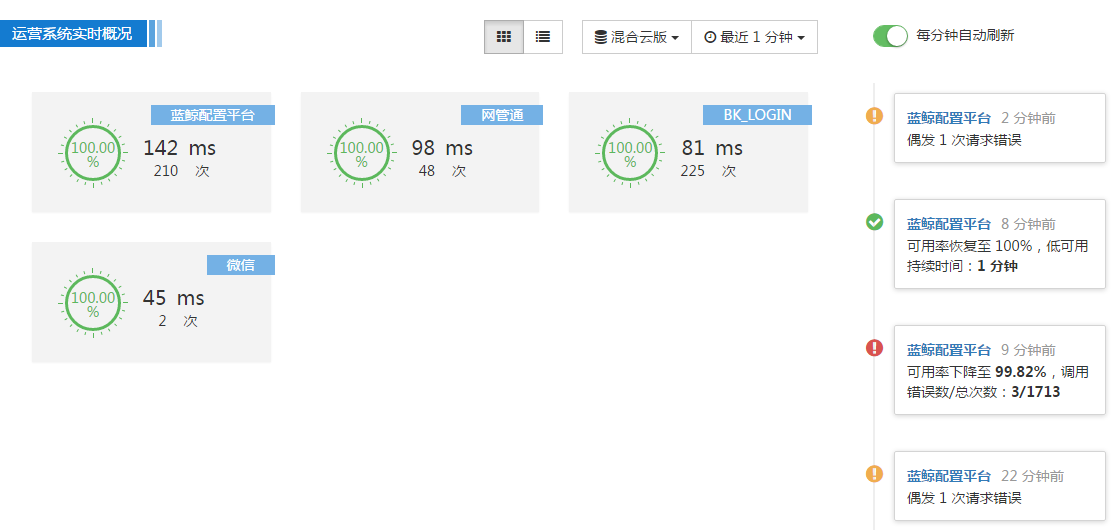 运营系统实时概况
混合云版
最近 1 分钟
每分钟自动刷新
蓝鲸配置平台
100.00
%
142 ms
210 次
网管通
100.00
%
98 ms
48 次
BK_LOGIN
100.00
%
81 ms
225 次
微信
100.00
%
45 ms
2 次
蓝鲸配置平台 2 分钟前
偶发 1 次请求错误
蓝鲸配置平台 8 分钟前
可用率恢复至 100%，低可用
持续时间：1 分钟
蓝鲸配置平台 9 分钟前
可用率下降至 99.82%，调用
错误数/总次数：3/1713
蓝鲸配置平台 22 分钟前
偶发 1 次请求错误